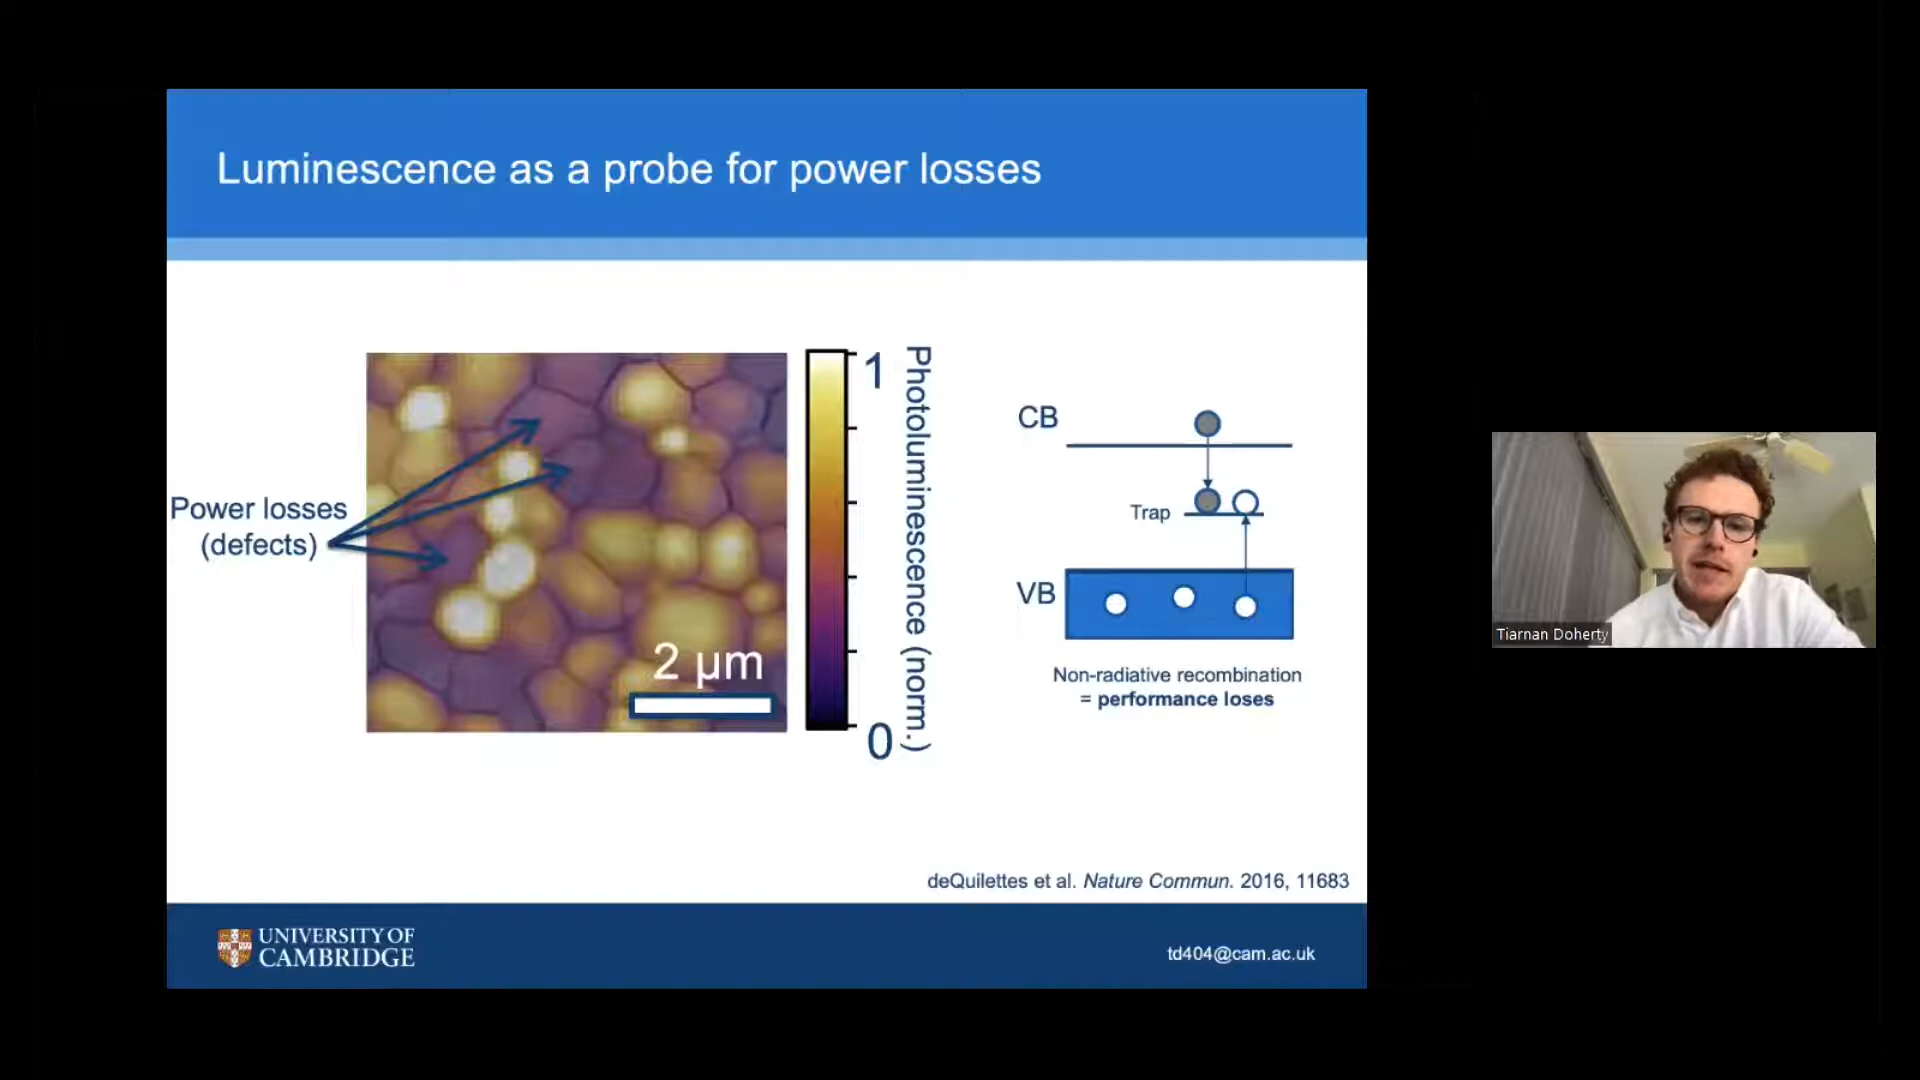 Luminescence as a probe for power losses
Power losses
(defects)
2 μm
1
0
Photoluminescence (norm.)
CB
Trap
VB
Non-radiative recombination
= performance loses
deQuilettes et al. Nature Commun. 2016, 11683
UNIVERSITY OF
CAMBRIDGE
td404@cam.ac.uk
Tiarnan Doherty